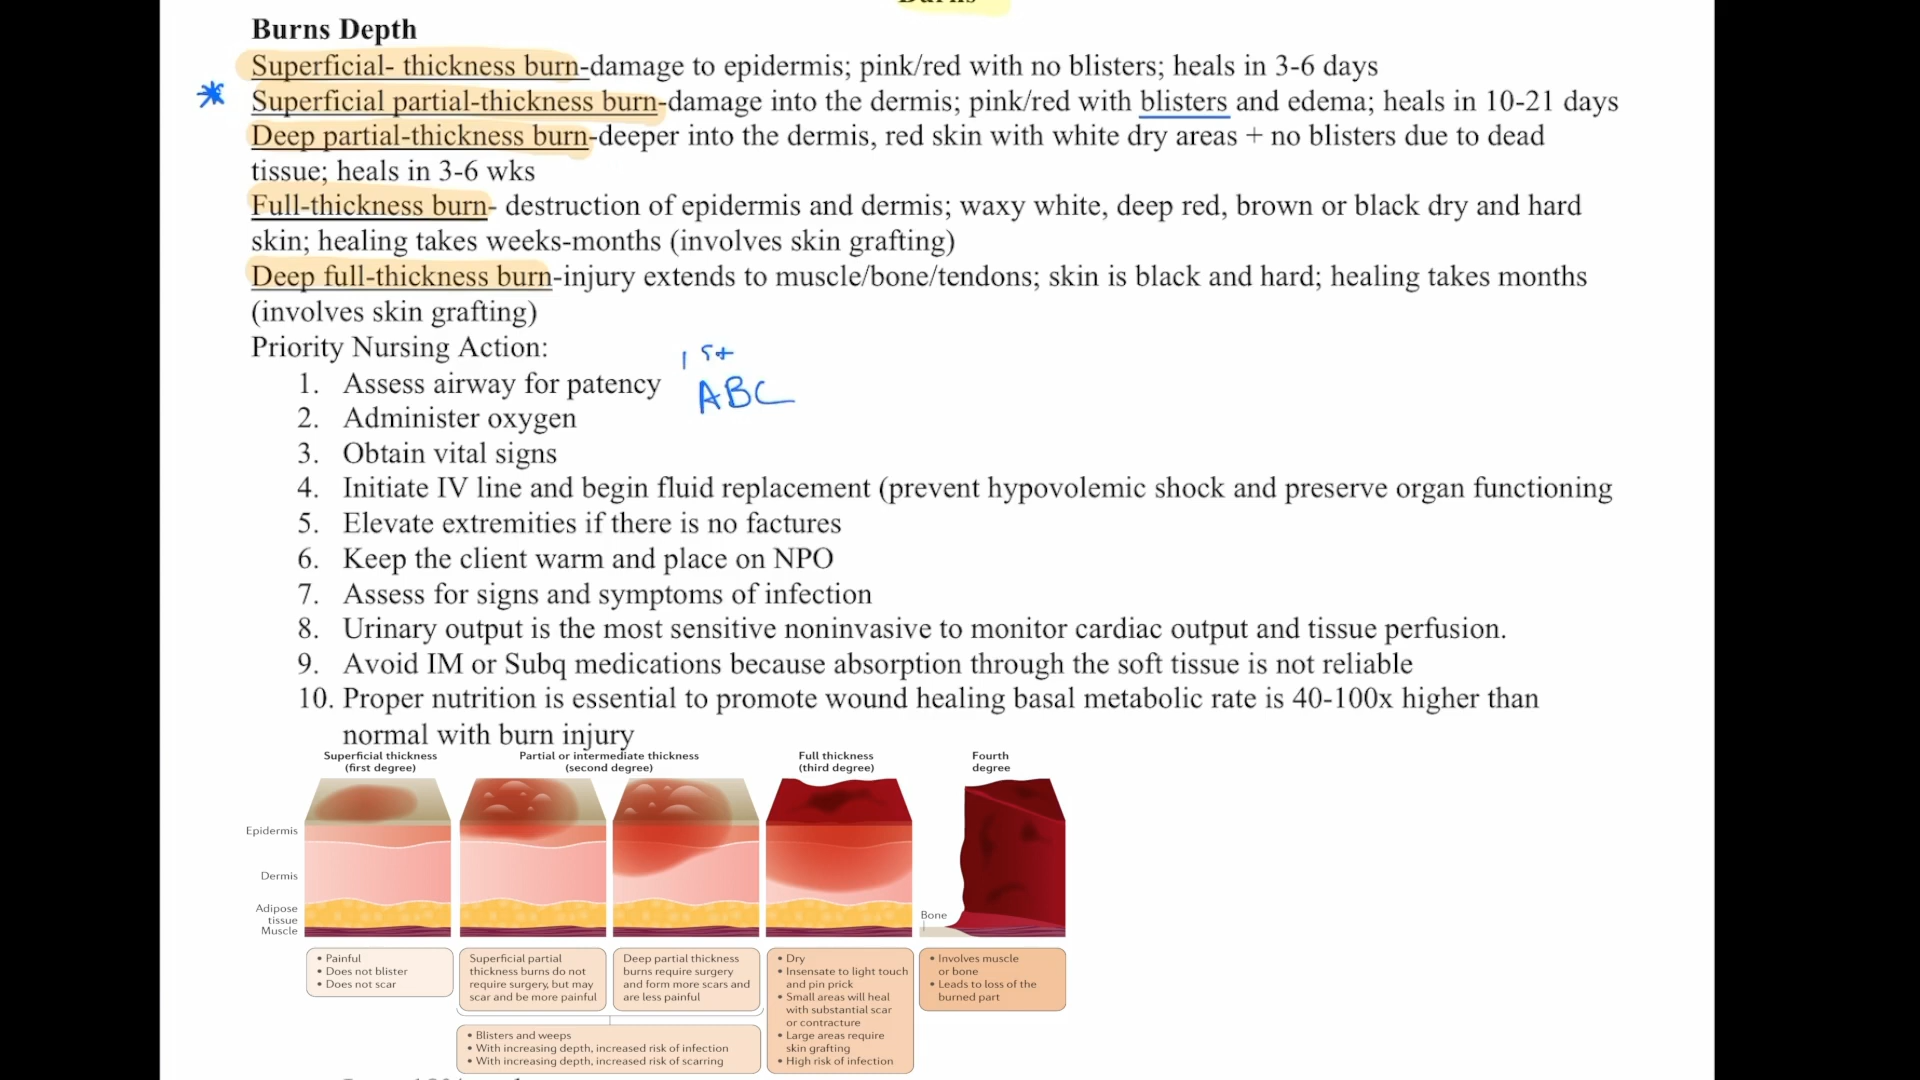 Burns Depth
Superficial- thickness burn-damage to epidermis; pink/red with no blisters; heals in 3-6 days
Superficial partial-thickness burn-damage into the dermis; pink/red with blisters and edema; heals in 10-21 days
Deep partial-thickness burn-deeper into the dermis, red skin with white dry areas + no blisters due to dead
tissue; heals in 3-6 wks
Full-thickness burn- destruction of epidermis and dermis; waxy white, deep red, brown or black dry and hard
skin; healing takes weeks-months (involves skin grafting)
Deep full-thickness burn-injury extends to muscle/bone/tendons; skin is black and hard; healing takes months
(involves skin grafting)
Priority Nursing Action:
1st
1. Assess airway for patency
ABC
2. Administer oxygen
3. Obtain vital signs
4. Initiate IV line and begin fluid replacement (prevent hypovolemic shock and preserve organ functioning
5. Elevate extremities if there is no factures
6. Keep the client warm and place on NPO
7. Assess for signs and symptoms of infection
8. Urinary output is the most sensitive noninvasive to monitor cardiac output and tissue perfusion.
9. Avoid IM or Subq medications because absorption through the soft tissue is not reliable
10. Proper nutrition is essential to promote wound healing basal metabolic rate is 40-100x higher than
normal with burn injury
Superficial thickness
(first degree)
Partial or intermediate thickness
(second degree)
Full thickness
(third degree)
Fourth
degree
Epidermis
Dermis
Adipose
tissue
Muscle
Bone
• Painful
• Does not blister
• Does not scar
Superficial partial
thickness burns do not
require surgery, but may
scar and be more painful
Deep partial thickness
burns require surgery
and form more scars and
are less painful
• Blisters and weeps
• With increasing depth, increased risk of infection
• With increasing depth, increased risk of scarring
• Dry
• Insensate to light touch
and pin prick
• Small areas will heal
with substantial scar
or contracture
• Large areas require
skin grafting
• High risk of infection
• Involves muscle
or bone
• Leads to loss of the
burned part